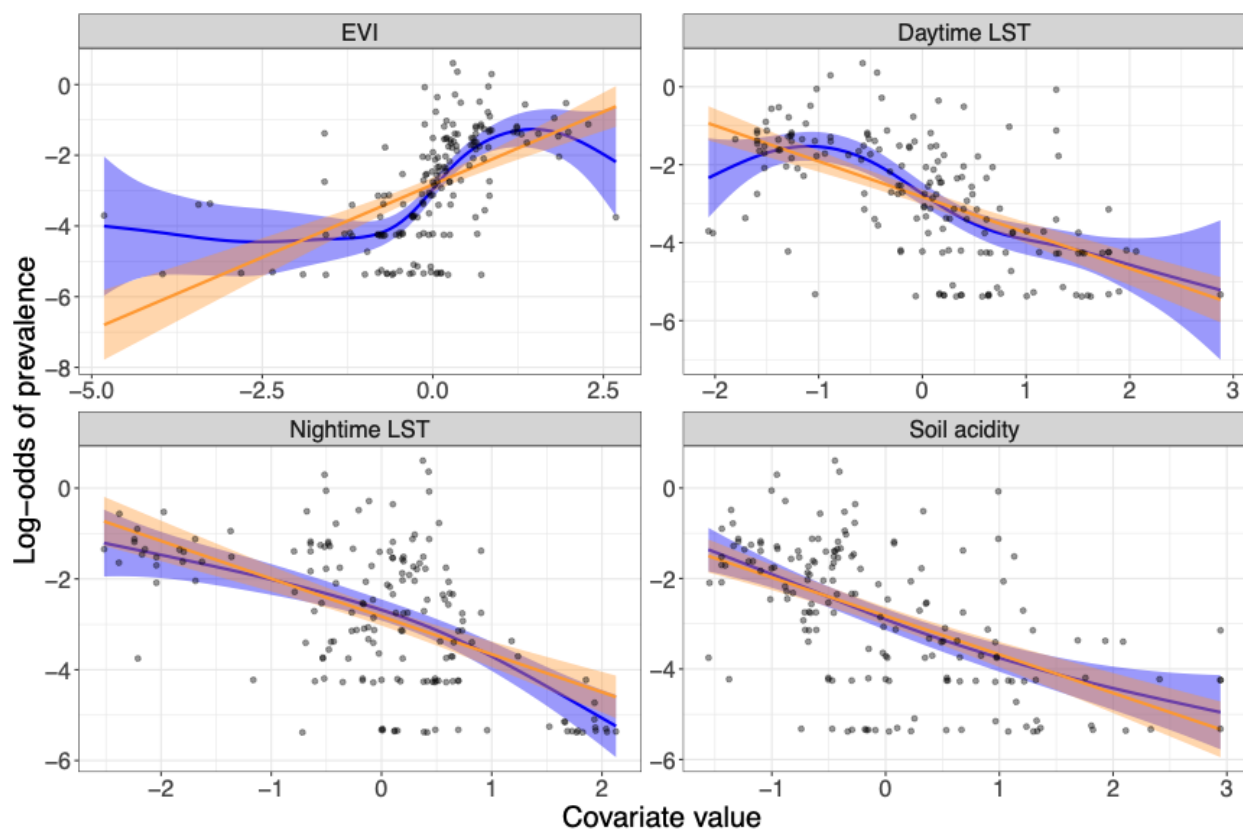 EVI
Daytime LST
0
−2
−4
−6
−8
0
−2
−4
−6
−5.0 −2.5 0.0 2.5
−2 −1 0 1 2 3
Nightime LST
Soil acidity
0
−2
−4
−6
0
−2
−4
−6
−2 −1 0 1 2
−1 0 1 2 3
Log−odds of prevalence
Covariate value